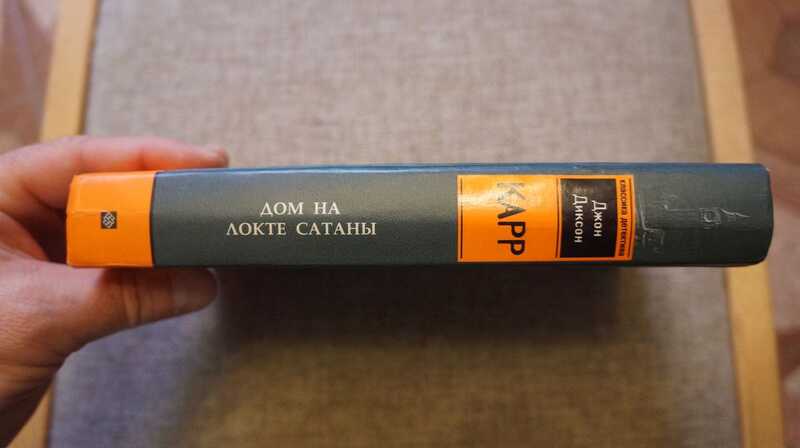 ДОМ НА
ЛОКТЕ САТАНЫ
КАРР
Джон
Диксон
классика детектива